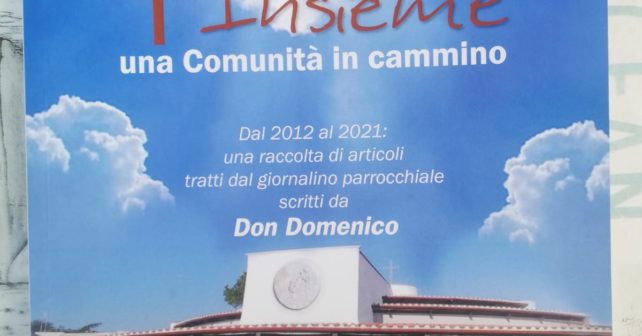 Insieme
una Comunità in cammino
Dal 2012 al 2021:
una raccolta di articoli
tratti dal giornalino parrocchiale
scritti da
Don Domenico